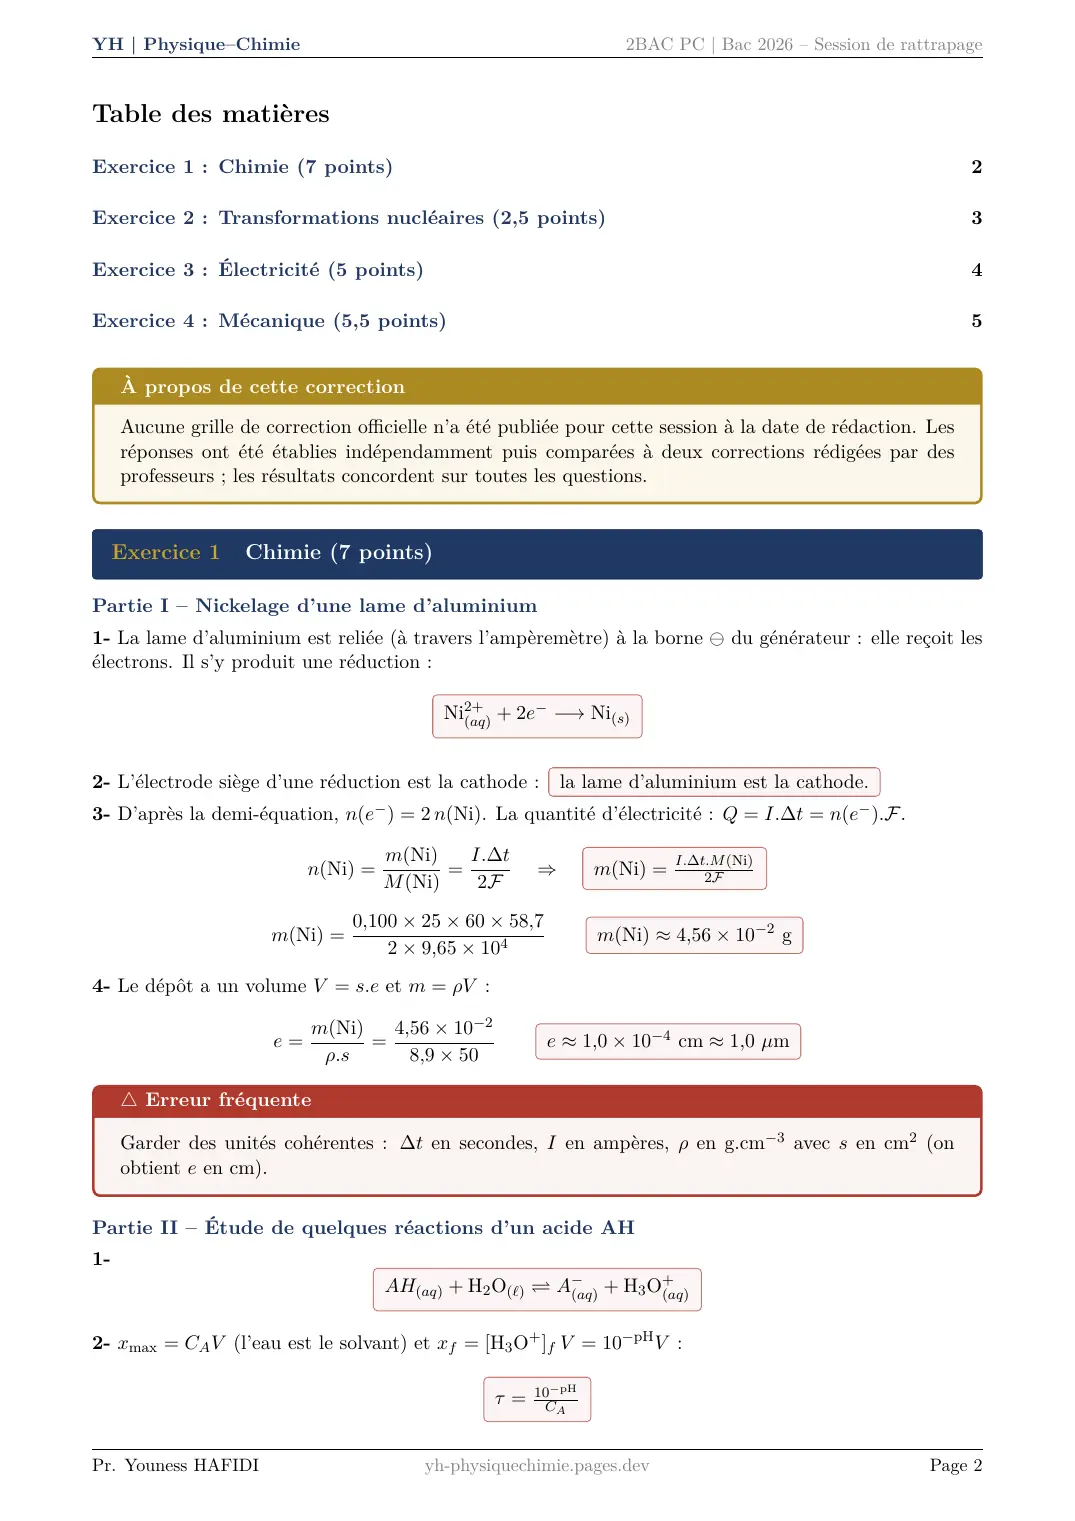 YH | Physique–Chimie 2BAC PC | Bac 2026 – Session de rattrapage
Table des matières
Exercice 1 : Chimie (7 points) 2
Exercice 2 : Transformations nucléaires (2,5 points) 3
Exercice 3 : Électricité (5 points) 4
Exercice 4 : Mécanique (5,5 points) 5
À propos de cette correction
Aucune grille de correction officielle n'a été publiée pour cette session à la date de rédaction. Les
réponses ont été établies indépendamment puis comparées à deux corrections rédigées par des
professeurs ; les résultats concordent sur toutes les questions.
Exercice 1 Chimie (7 points)
Partie I – Nickelage d'une lame d'aluminium
1- La lame d'aluminium est reliée (à travers l'ampèremètre) à la borne ⊖ du générateur : elle reçoit les
électrons. Il s'y produit une réduction :
Ni²⁺(aq) + 2e⁻ ⟶ Ni(s)
2- L'électrode siège d'une réduction est la cathode : la lame d'aluminium est la cathode.
3- D'après la demi-équation, n(e⁻) = 2 n(Ni). La quantité d'électricité : Q = I.Δt = n(e⁻).ℱ.
n(Ni) = m(Ni)/M(Ni) = I.Δt/2ℱ ⇒ m(Ni) = I.Δt.M(Ni)/2ℱ
m(Ni) = 0,100 × 25 × 60 × 58,7 / 2 × 9,65 × 10⁴ m(Ni) ≈ 4,56 × 10⁻² g
4- Le dépôt a un volume V = s.e et m = ρV :
e = m(Ni)/ρ.s = 4,56 × 10⁻² / 8,9 × 50 e ≈ 1,0 × 10⁻⁴ cm ≈ 1,0 μm
△ Erreur fréquente
Garder des unités cohérentes : Δt en secondes, I en ampères, ρ en g.cm⁻³ avec s en cm² (on
obtient e en cm).
Partie II – Étude de quelques réactions d'un acide AH
1-
AH(aq) + H₂O(ℓ) ⇌ A⁻(aq) + H₃O⁺(aq)
2- xmax = C_A V (l'eau est le solvant) et x_f = [H₃O⁺]_f V = 10^−pH V :
τ = 10^−pH / C_A
Pr. Youness HAFIDI yh-physiquechimie.pages.dev Page 2